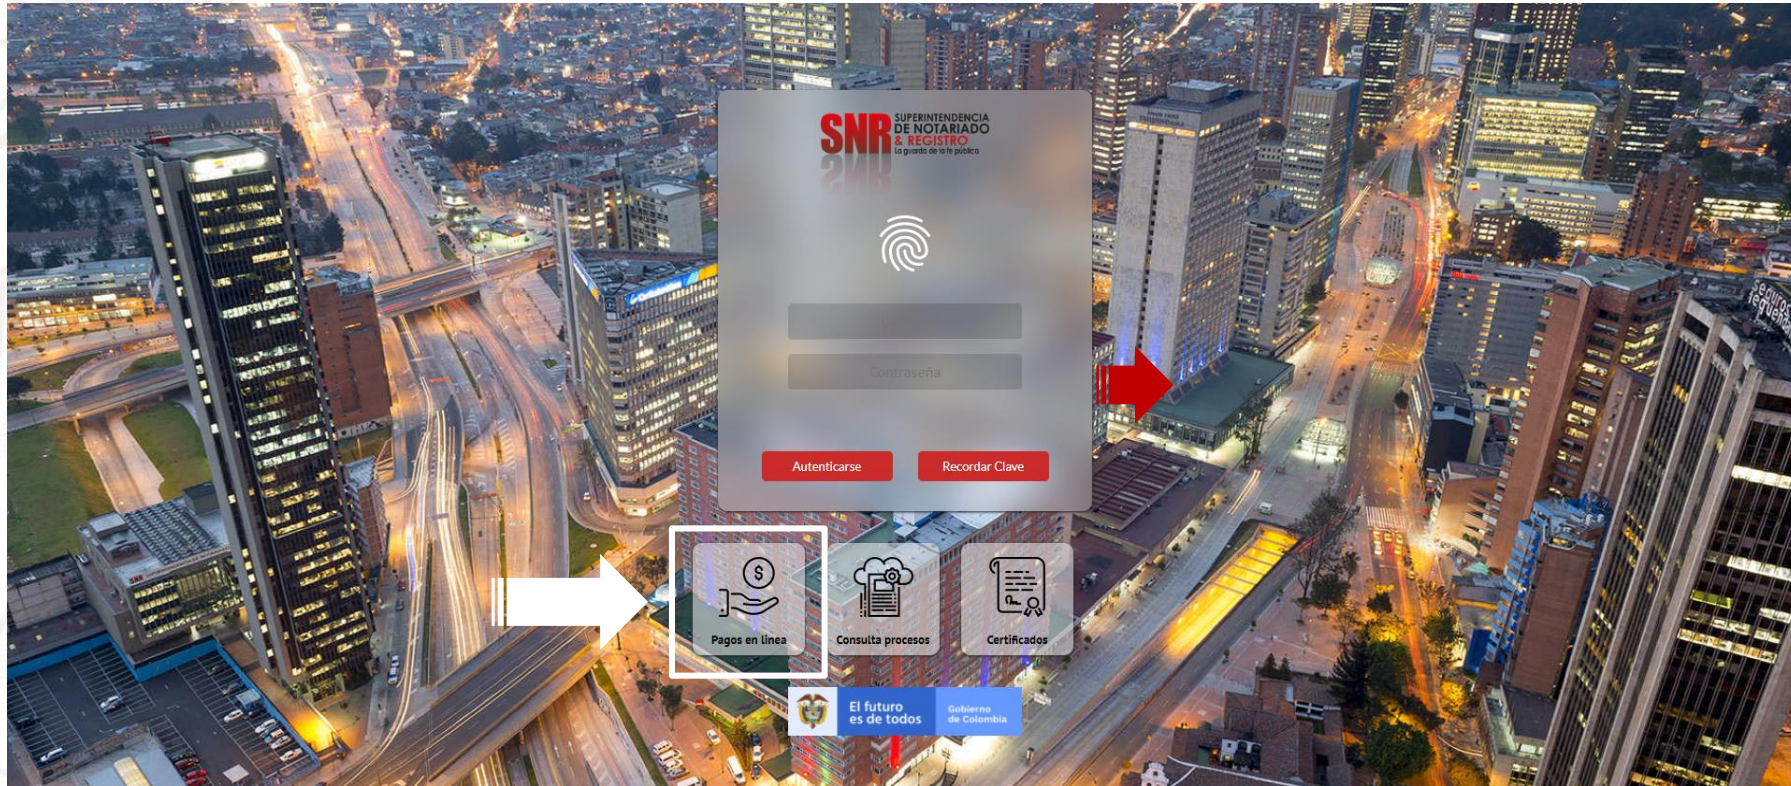 SNR
SUPERINTENDENCIA
DE NOTARIADO
& REGISTRO
La guarda de la fe pública
Contraseña
Autenticarse
Recordar Clave
Pagos en linea
Consulta procesos
Certificados
El futuro
es de todos
Gobierno
de Colombia